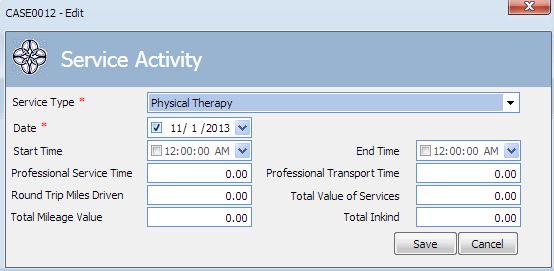 CASE0012 - Edit
Service Activity
Service Type * Physical Therapy
Date * 11/ 1 /2013
Start Time 12:00:00 AM End Time 12:00:00 AM
Professional Service Time 0.00 Professional Transport Time 0.00
Round Trip Miles Driven 0.00 Total Value of Services 0.00
Total Mileage Value 0.00 Total Inkind 0.00
Save Cancel